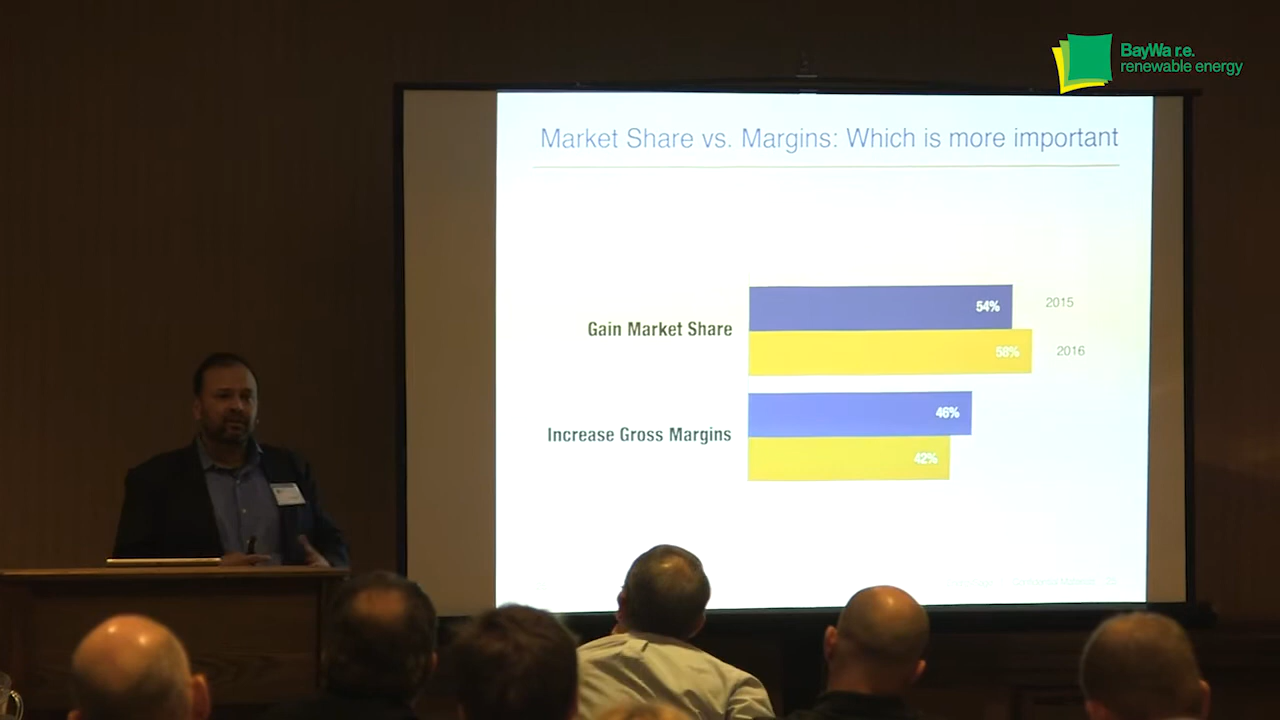 BayWa r.e.
renewable energy
Market Share vs. Margins: Which is more important
54%
2015
Gain Market Share
58%
2016
46%
Increase Gross Margins
42%